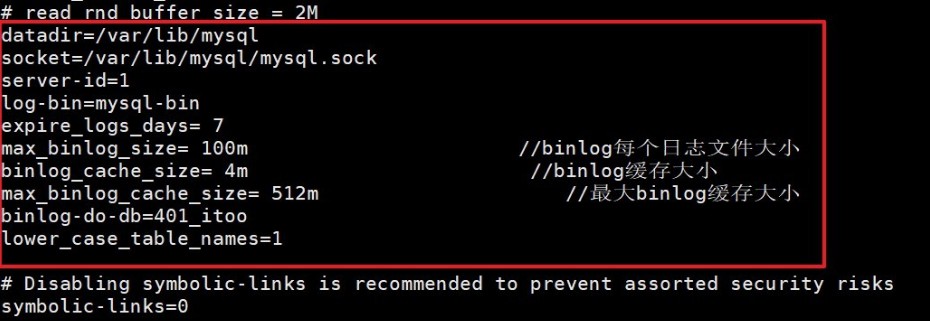 # read rnd buffer size = 2M
datadir=/var/lib/mysql
socket=/var/lib/mysql/mysql.sock
server-id=1
log-bin=mysql-bin
expire_logs_days= 7
max_binlog_size= 100m //binlog每个日志文件大小
binlog_cache_size= 4m //binlog缓存大小
max_binlog_cache_size= 512m //最大binlog缓存大小
binlog-do-db=401_itoo
lower_case_table_names=1
# Disabling symbolic-links is recommended to prevent assorted security risks
symbolic-links=0